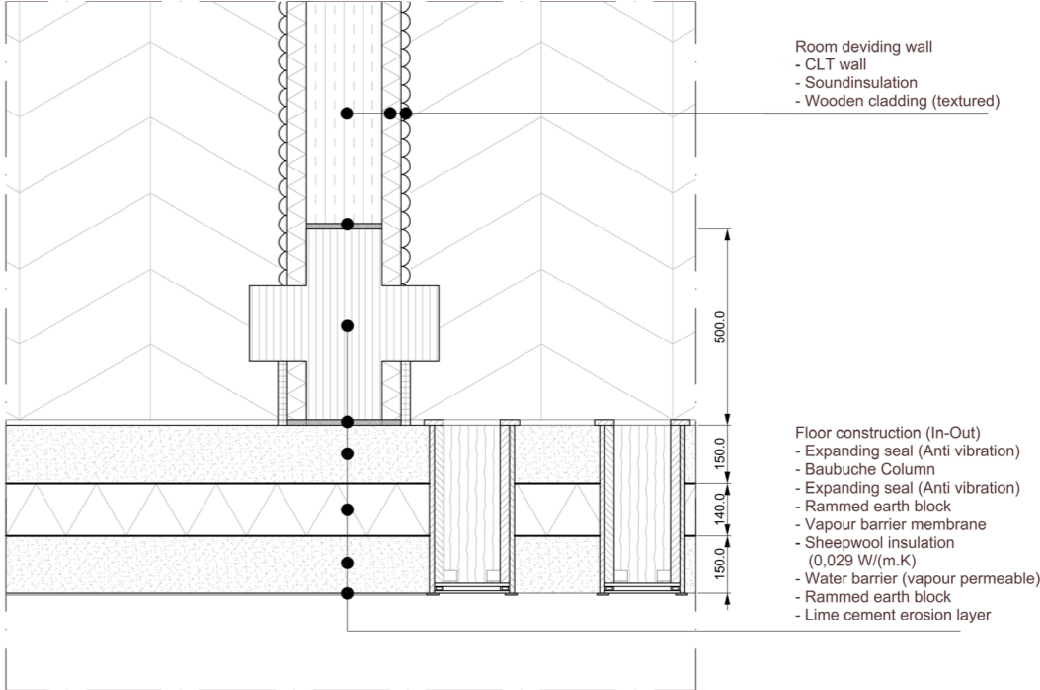 Room deviding wall
- CLT wall
- Soundinsulation
- Wooden cladding (textured)
500.0
150.0
140.0
150.0
Floor construction (In-Out)
- Expanding seal (Anti vibration)
- Baubuche Column
- Expanding seal (Anti vibration)
- Rammed earth block
- Vapour barrier membrane
- Sheepwool insulation
(0,029 W/(m.K)
- Water barrier (vapour permeable)
- Rammed earth block
- Lime cement erosion layer